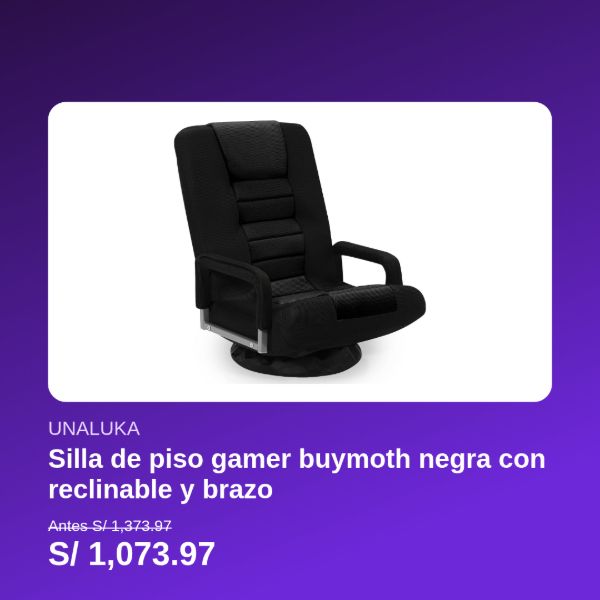 UNALUKA
Silla de piso gamer buymoth negra con
reclinable y brazo
Antes S/ 1,373.97
S/ 1,073.97